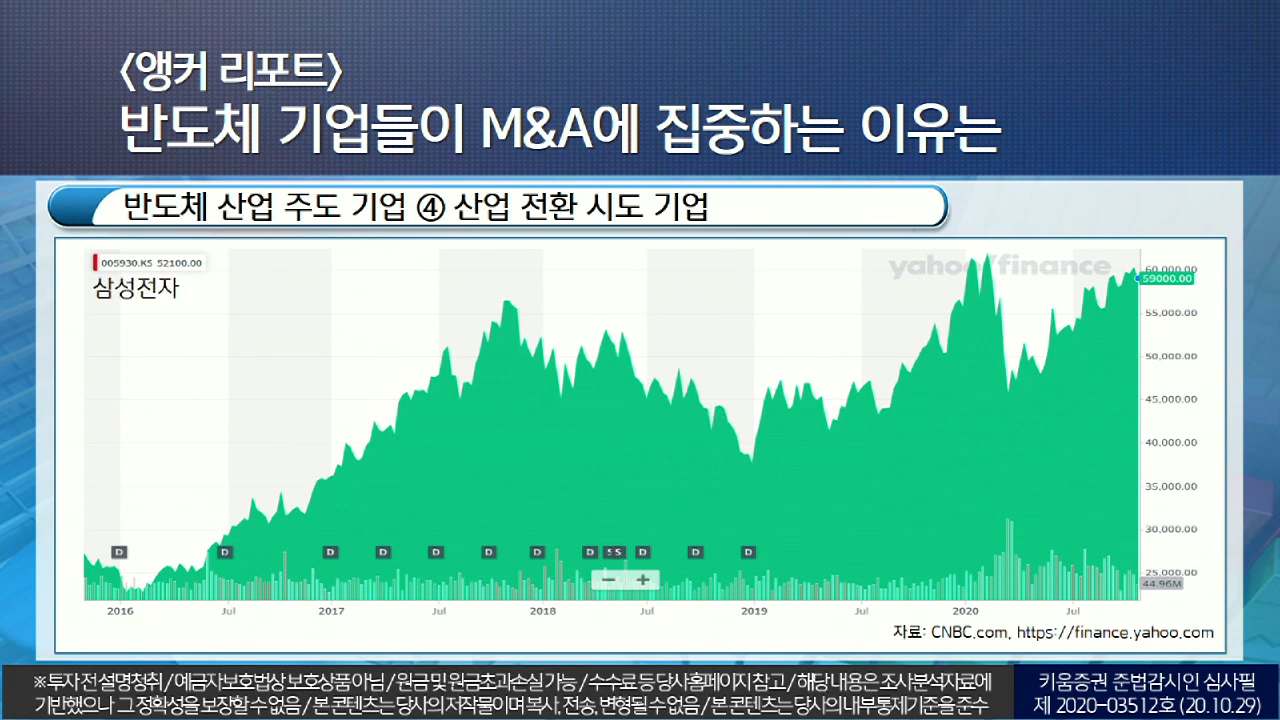 〈앵커 리포트〉
반도체 기업들이 M&A에 집중하는 이유는
반도체 산업 주도 기업 ④ 산업 전환 시도 기업
005930.KS 52100.00
삼성전자
yahoo/finance
60,000.00
59000.00
55,000.00
50,000.00
45,000.00
40,000.00
35,000.00
30,000.00
25,000.00
44.96M
D D D D D D D D S S D D D
− +
2016 Jul 2017 Jul 2018 Jul 2019 Jul 2020 Jul
자료: CNBC.com, https://finance.yahoo.com
※ 투자 전 설명청취 / 예금자보호법상 보호상품 아님 / 원금 및 원금초과손실 가능 / 수수료 등 당사홈페이지 참고 / 해당 내용은 조사분석자료에
기반했으나 그 정확성을 보장할 수 없음 / 본 콘텐츠는 당사의 저작물이며 복사, 전송, 변형될 수 없음 / 본 콘텐츠는 당사의 내부통제기준을 준수
키움증권 준법감시인 심사필
제 2020-03512호 (20.10.29)